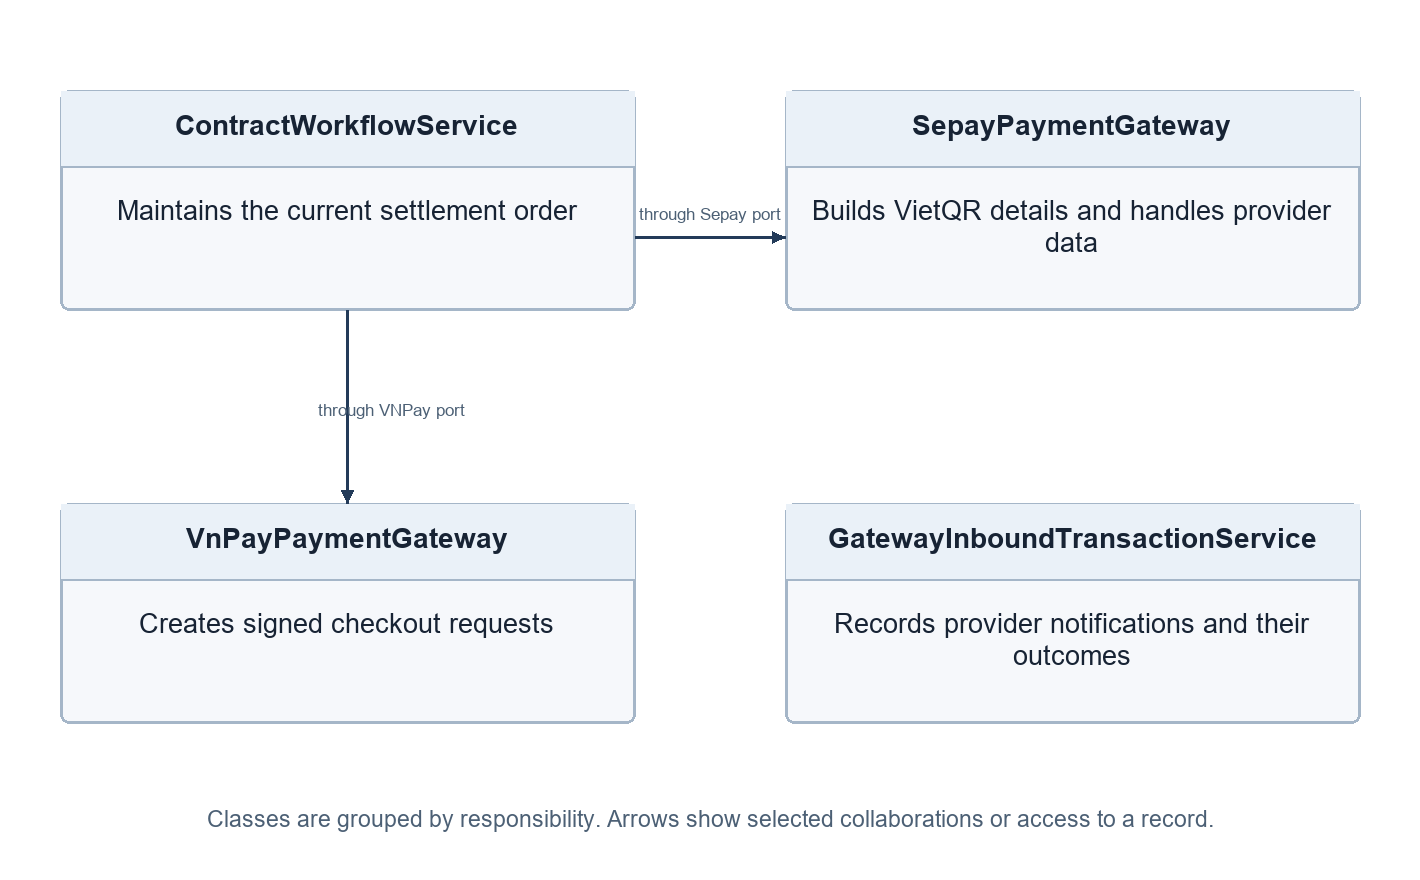 ContractWorkflowService
Maintains the current settlement order
through Sepay port
SepayPaymentGateway
Builds VietQR details and handles provider
data
through VNPay port
VnPayPaymentGateway
Creates signed checkout requests
GatewayInboundTransactionService
Records provider notifications and their
outcomes
Classes are grouped by responsibility. Arrows show selected collaborations or access to a record.